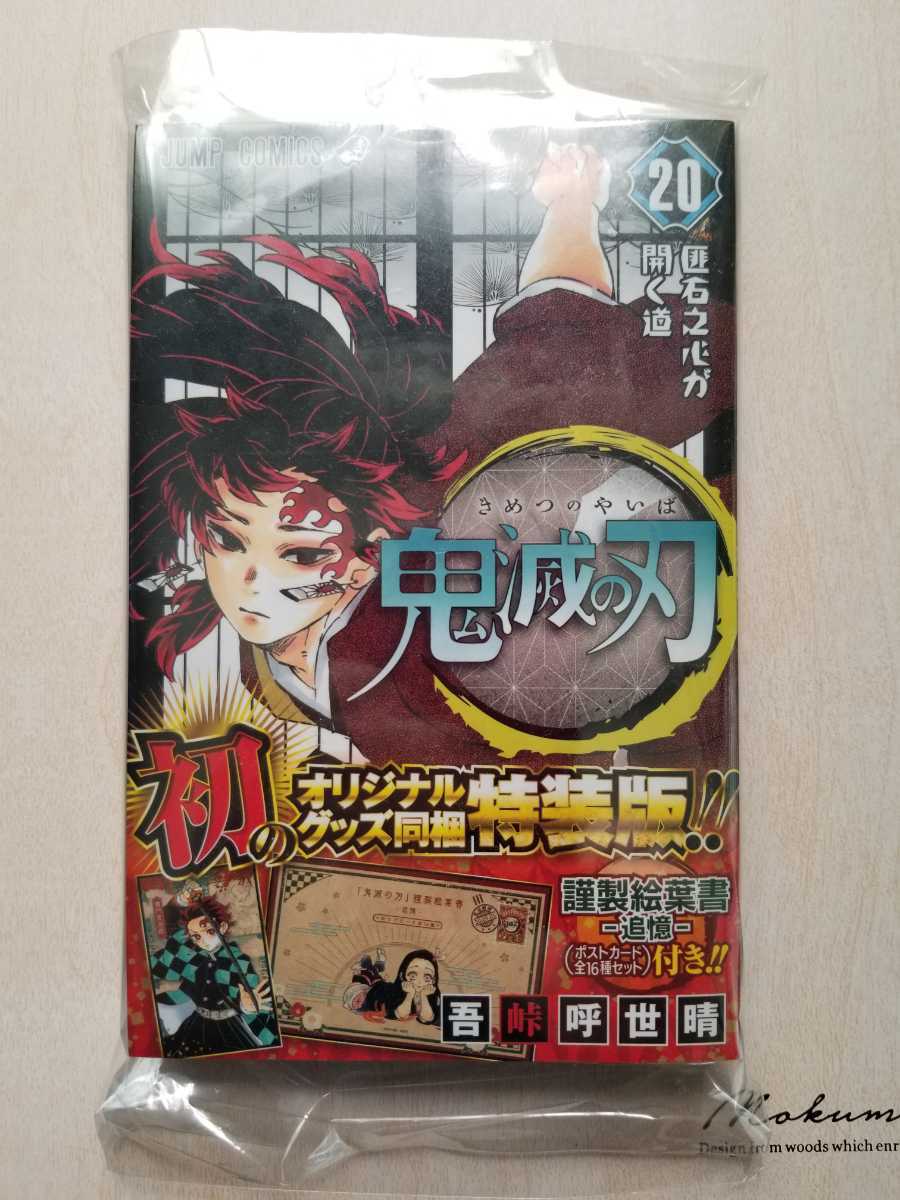 JUMP COMICS
20
匪石之心が
開く道
きめつのやいば
鬼滅の刃
初の
オリジナル
グッズ同梱
特装版!!
「鬼滅の刃」謹製絵葉書
謹製絵葉書
-追憶-
(ポストカード
全16種セット)
付き!!
吾峠呼世晴
Mokum
Design from woods which enr